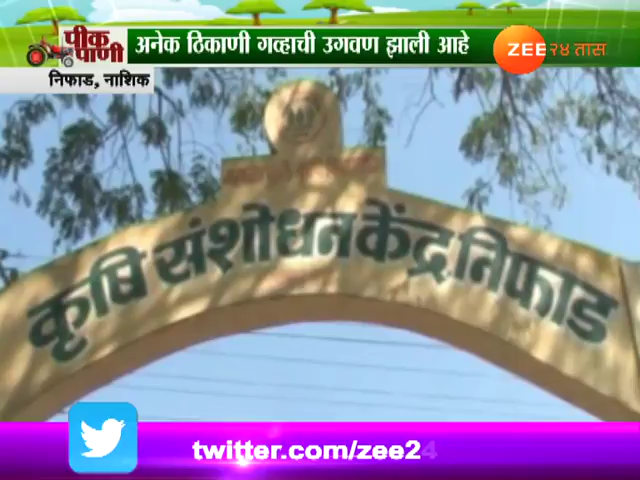 पीक पाणी
अनेक ठिकाणी गव्हाची उगवण झाली आहे
ZEE २४ तास
निफाड, नाशिक
कृषि संशोधन केंद्र, निफाड
twitter.com/zee24